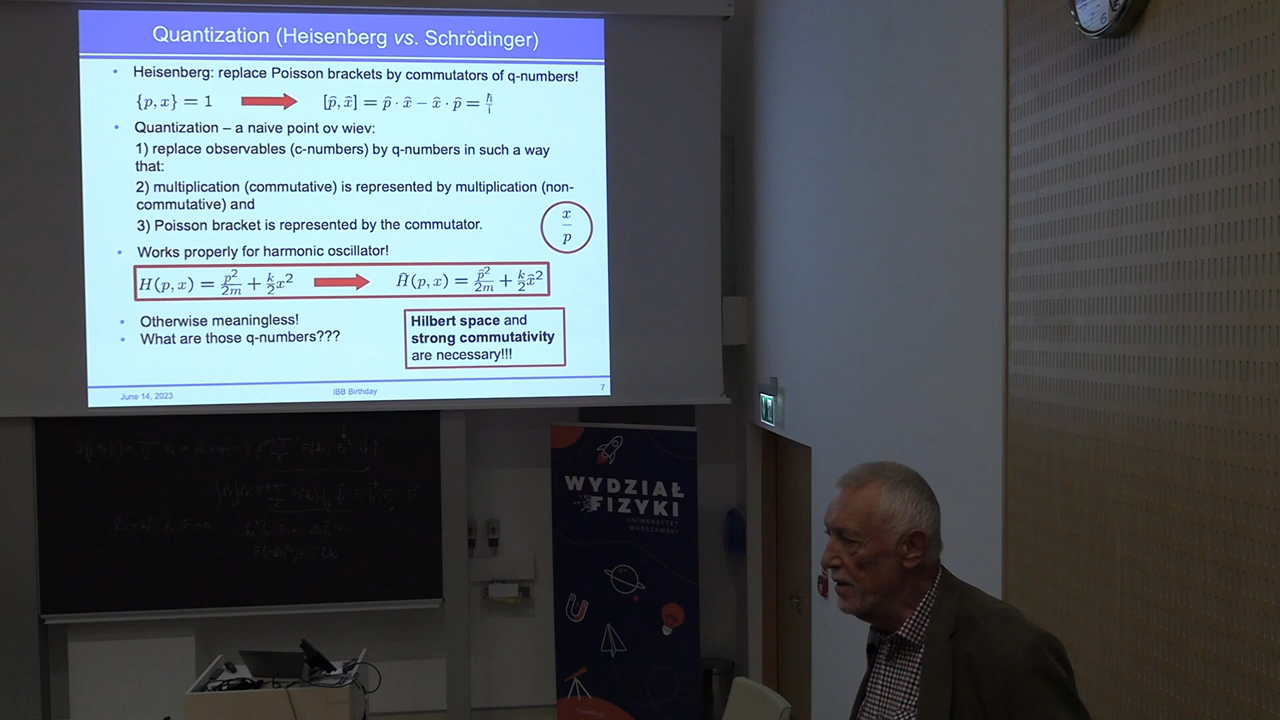 Quantization (Heisenberg vs. Schrödinger)
• Heisenberg: replace Poisson brackets by commutators of q-numbers!
{p, x} = 1 [p̂, x̂] = p̂ · x̂ − x̂ · p̂ = ħ/i
• Quantization – a naive point ov wiev:
1) replace observables (c-numbers) by q-numbers in such a way
that:
2) multiplication (commutative) is represented by multiplication (non-
commutative) and
3) Poisson bracket is represented by the commutator.
x/p
• Works properly for harmonic oscillator!
H(p, x) = p²/2m + k/2 x² Ĥ(p, x) = p̂²/2m + k/2 x̂²
• Otherwise meaningless!
• What are those q-numbers???
Hilbert space and
strong commutativity
are necessary!!!
June 14, 2023 IBB Birthday 7
WYDZIAŁ
FIZYKI
UNIWERSYTET
WARSZAWSKI